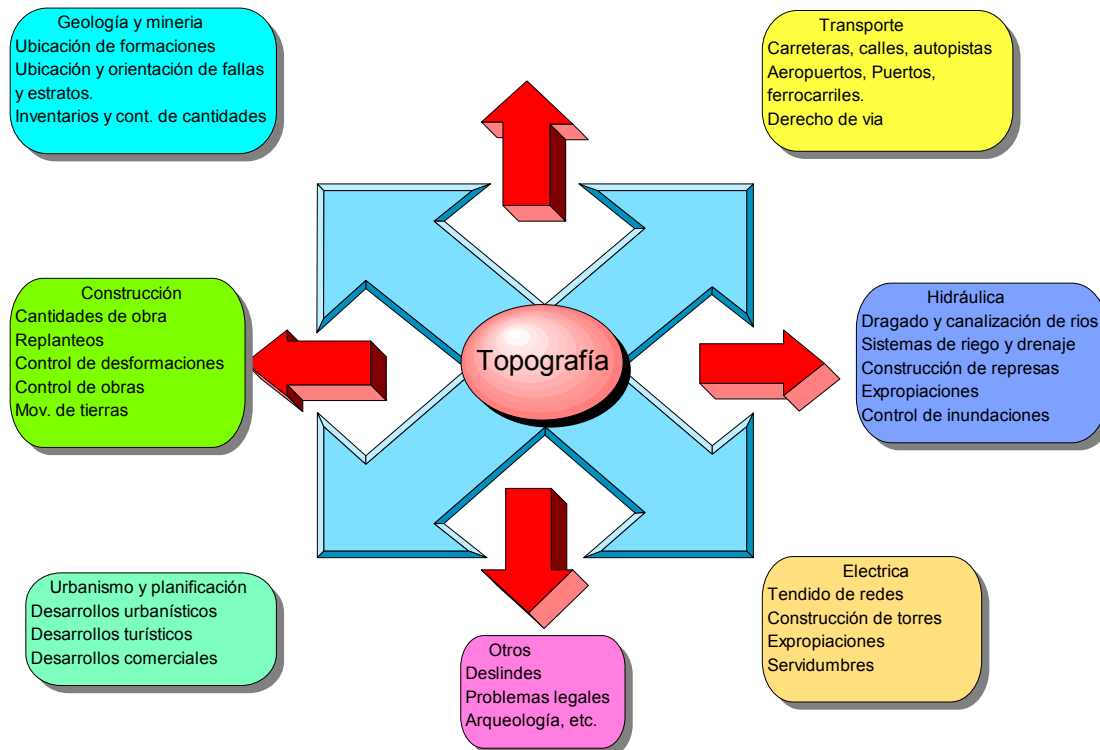 Geología y mineria
Ubicación de formaciones
Ubicación y orientación de fallas
y estratos.
Inventarios y cont. de cantidades
Transporte
Carreteras, calles, autopistas
Aeropuertos, Puertos,
ferrocarriles.
Derecho de via
Construcción
Cantidades de obra
Replanteos
Control de desformaciones
Control de obras
Mov. de tierras
Topografía
Hidráulica
Dragado y canalización de rios
Sistemas de riego y drenaje
Construcción de represas
Expropiaciones
Control de inundaciones
Urbanismo y planificación
Desarrollos urbanísticos
Desarrollos turísticos
Desarrollos comerciales
Otros
Deslindes
Problemas legales
Arqueología, etc.
Electrica
Tendido de redes
Construcción de torres
Expropiaciones
Servidumbres